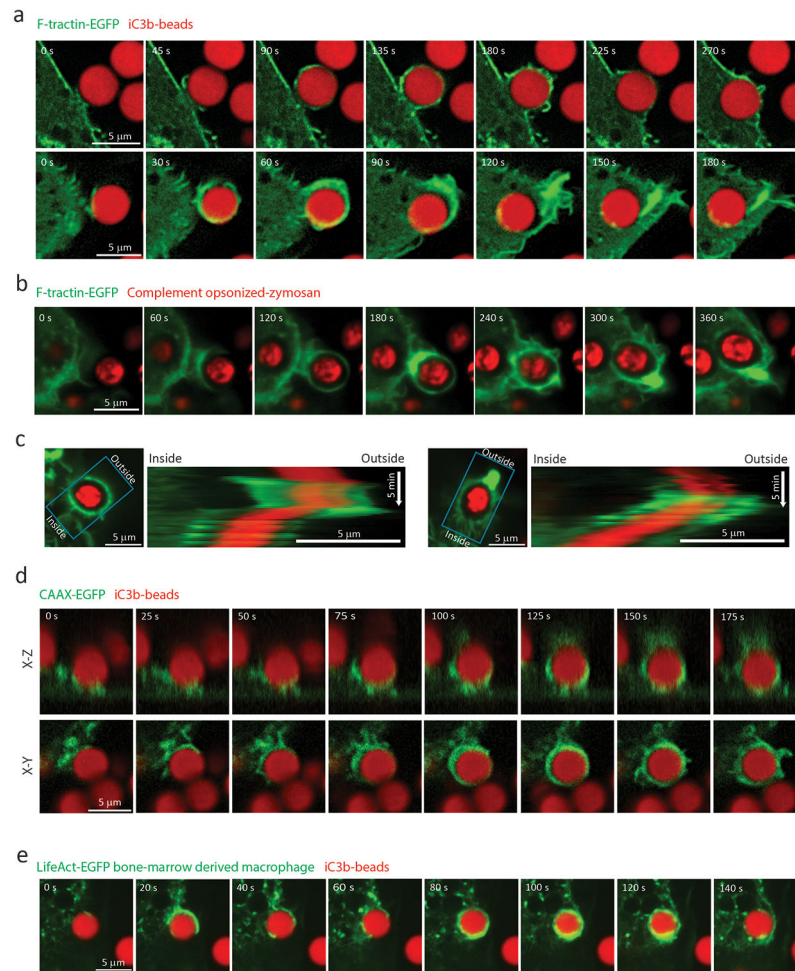 a
F-tractin-EGFP iC3b-beads
0 s 45 s 90 s 135 s 180 s 225 s 270 s
5 μm
0 s 30 s 60 s 90 s 120 s 150 s 180 s
5 μm
b
F-tractin-EGFP Complement opsonized-zymosan
0 s 60 s 120 s 180 s 240 s 300 s 360 s
5 μm
c
Inside Outside Inside Outside
Outside 5 min Outside 5 min
Inside Inside
5 μm 5 μm 5 μm 5 μm
d
CAAX-EGFP iC3b-beads
0 s 25 s 50 s 75 s 100 s 125 s 150 s 175 s
X-Z
X-Y
5 μm
e
LifeAct-EGFP bone-marrow derived macrophage iC3b-beads
0 s 20 s 40 s 60 s 80 s 100 s 120 s 140 s
5 μm